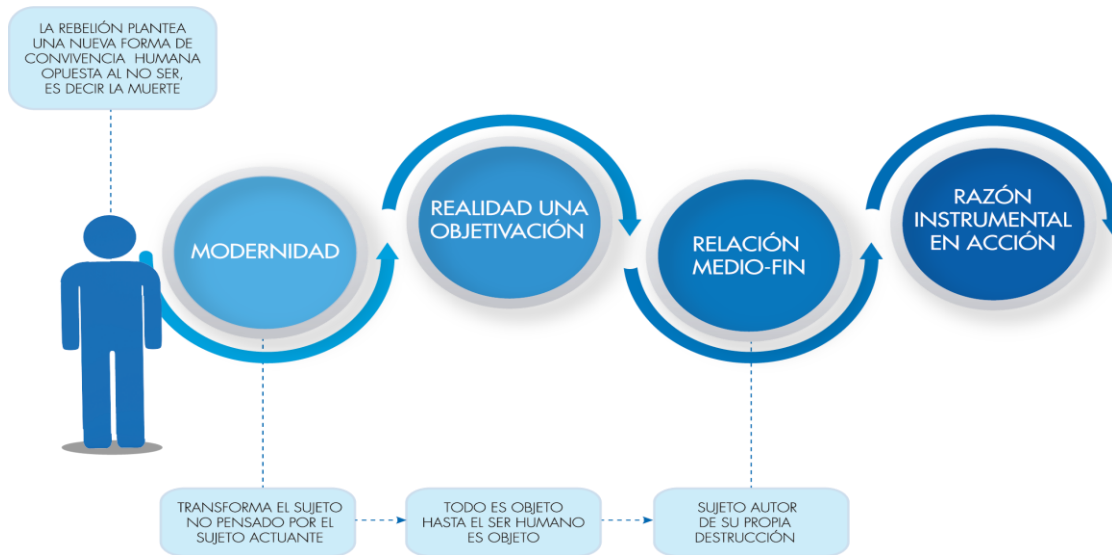 LA REBELIÓN PLANTEA
UNA NUEVA FORMA DE
CONVIVENCIA HUMANA
OPUESTA AL NO SER,
ES DECIR LA MUERTE
MODERNIDAD
REALIDAD UNA
OBJETIVACIÓN
RELACIÓN
MEDIO-FIN
RAZÓN
INSTRUMENTAL
EN ACCIÓN
TRANSFORMA EL SUJETO
NO PENSADO POR EL
SUJETO ACTUANTE
TODO ES OBJETO
HASTA EL SER HUMANO
ES OBJETO
SUJETO AUTOR
DE SU PROPIA
DESTRUCCIÓN